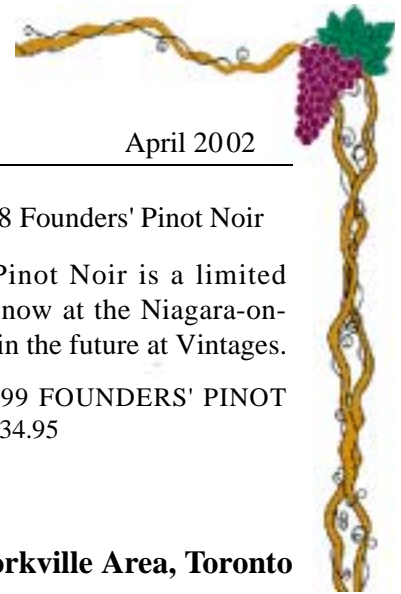 April 2002
8 Founders' Pinot Noir
Pinot Noir is a limited
now at the Niagara-on-
in the future at Vintages.
99 FOUNDERS' PINOT
34.95
orkville Area, Toronto